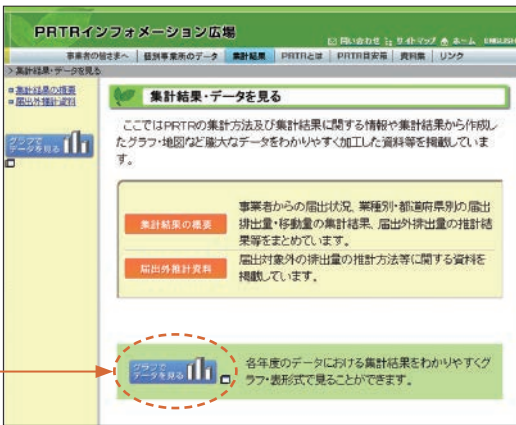 PRTRインフォメーション広場
問い合わせ サイトマップ ホーム ENGLISH
事業者の皆さまへ 個別事業所のデータ 集計結果 PRTRとは PRTR目安箱 資料集 リンク
> 集計結果・データを見る
集計結果の概要
届出外推計資料
グラフで
データを見る
集計結果・データを見る
ここではPRTRの集計方法及び集計結果に関する情報や集計結果から作成し
たグラフ・地図など膨大なデータをわかりやすく加工した資料等を掲載していま
す。
集計結果の概要
事業者からの届出状況、業種別・都道府県別の届出
排出量・移動量の集計結果、届出外排出量の推計結
果等をまとめています。
届出外推計資料
届出対象外の排出量の推計方法等に関する資料を
掲載しています。
グラフで
データを見る
各年度のデータにおける集計結果をわかりやすくグ
ラフ・表形式で見ることができます。